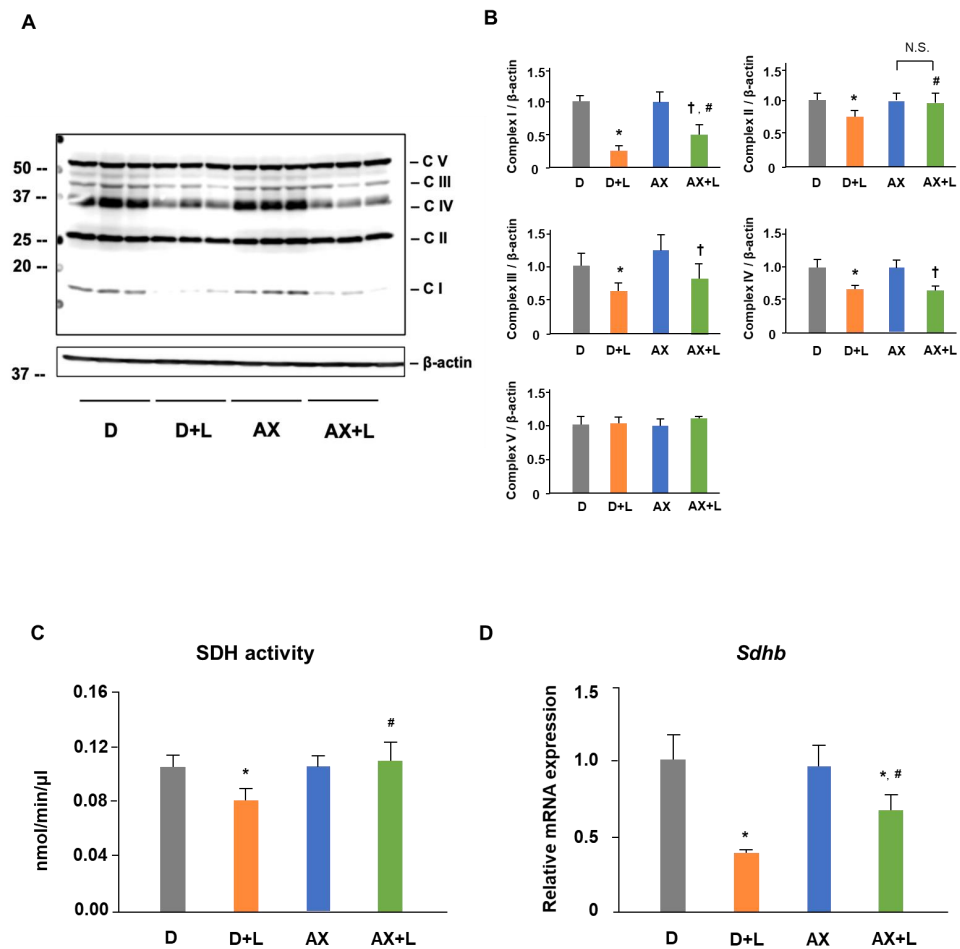 A
50 --
37 --
25 --
20 --
– C V
– C III
– C IV
– C II
– C I
37 --
– β-actin
D D+L AX AX+L
B
Complex I / β-actin
1.5
1.0
0.5
0
*
† , #
D D+L AX AX+L
Complex II / β-actin
1.5
1.0
0.5
0
N.S.
*
#
D D+L AX AX+L
Complex III / β-actin
1.5
1.0
0.5
0
*
†
D D+L AX AX+L
Complex IV / β-actin
1.5
1.0
0.5
0
*
†
D D+L AX AX+L
Complex V / β-actin
1.5
1.0
0.5
0
D D+L AX AX+L
C
SDH activity
nmol/min/µl
0.16
0.12
0.08
0.04
0.00
*
#
D D+L AX AX+L
D
Sdhb
Relative mRNA expression
1.5
1.0
0.5
0
*
*, #
D D+L AX AX+L